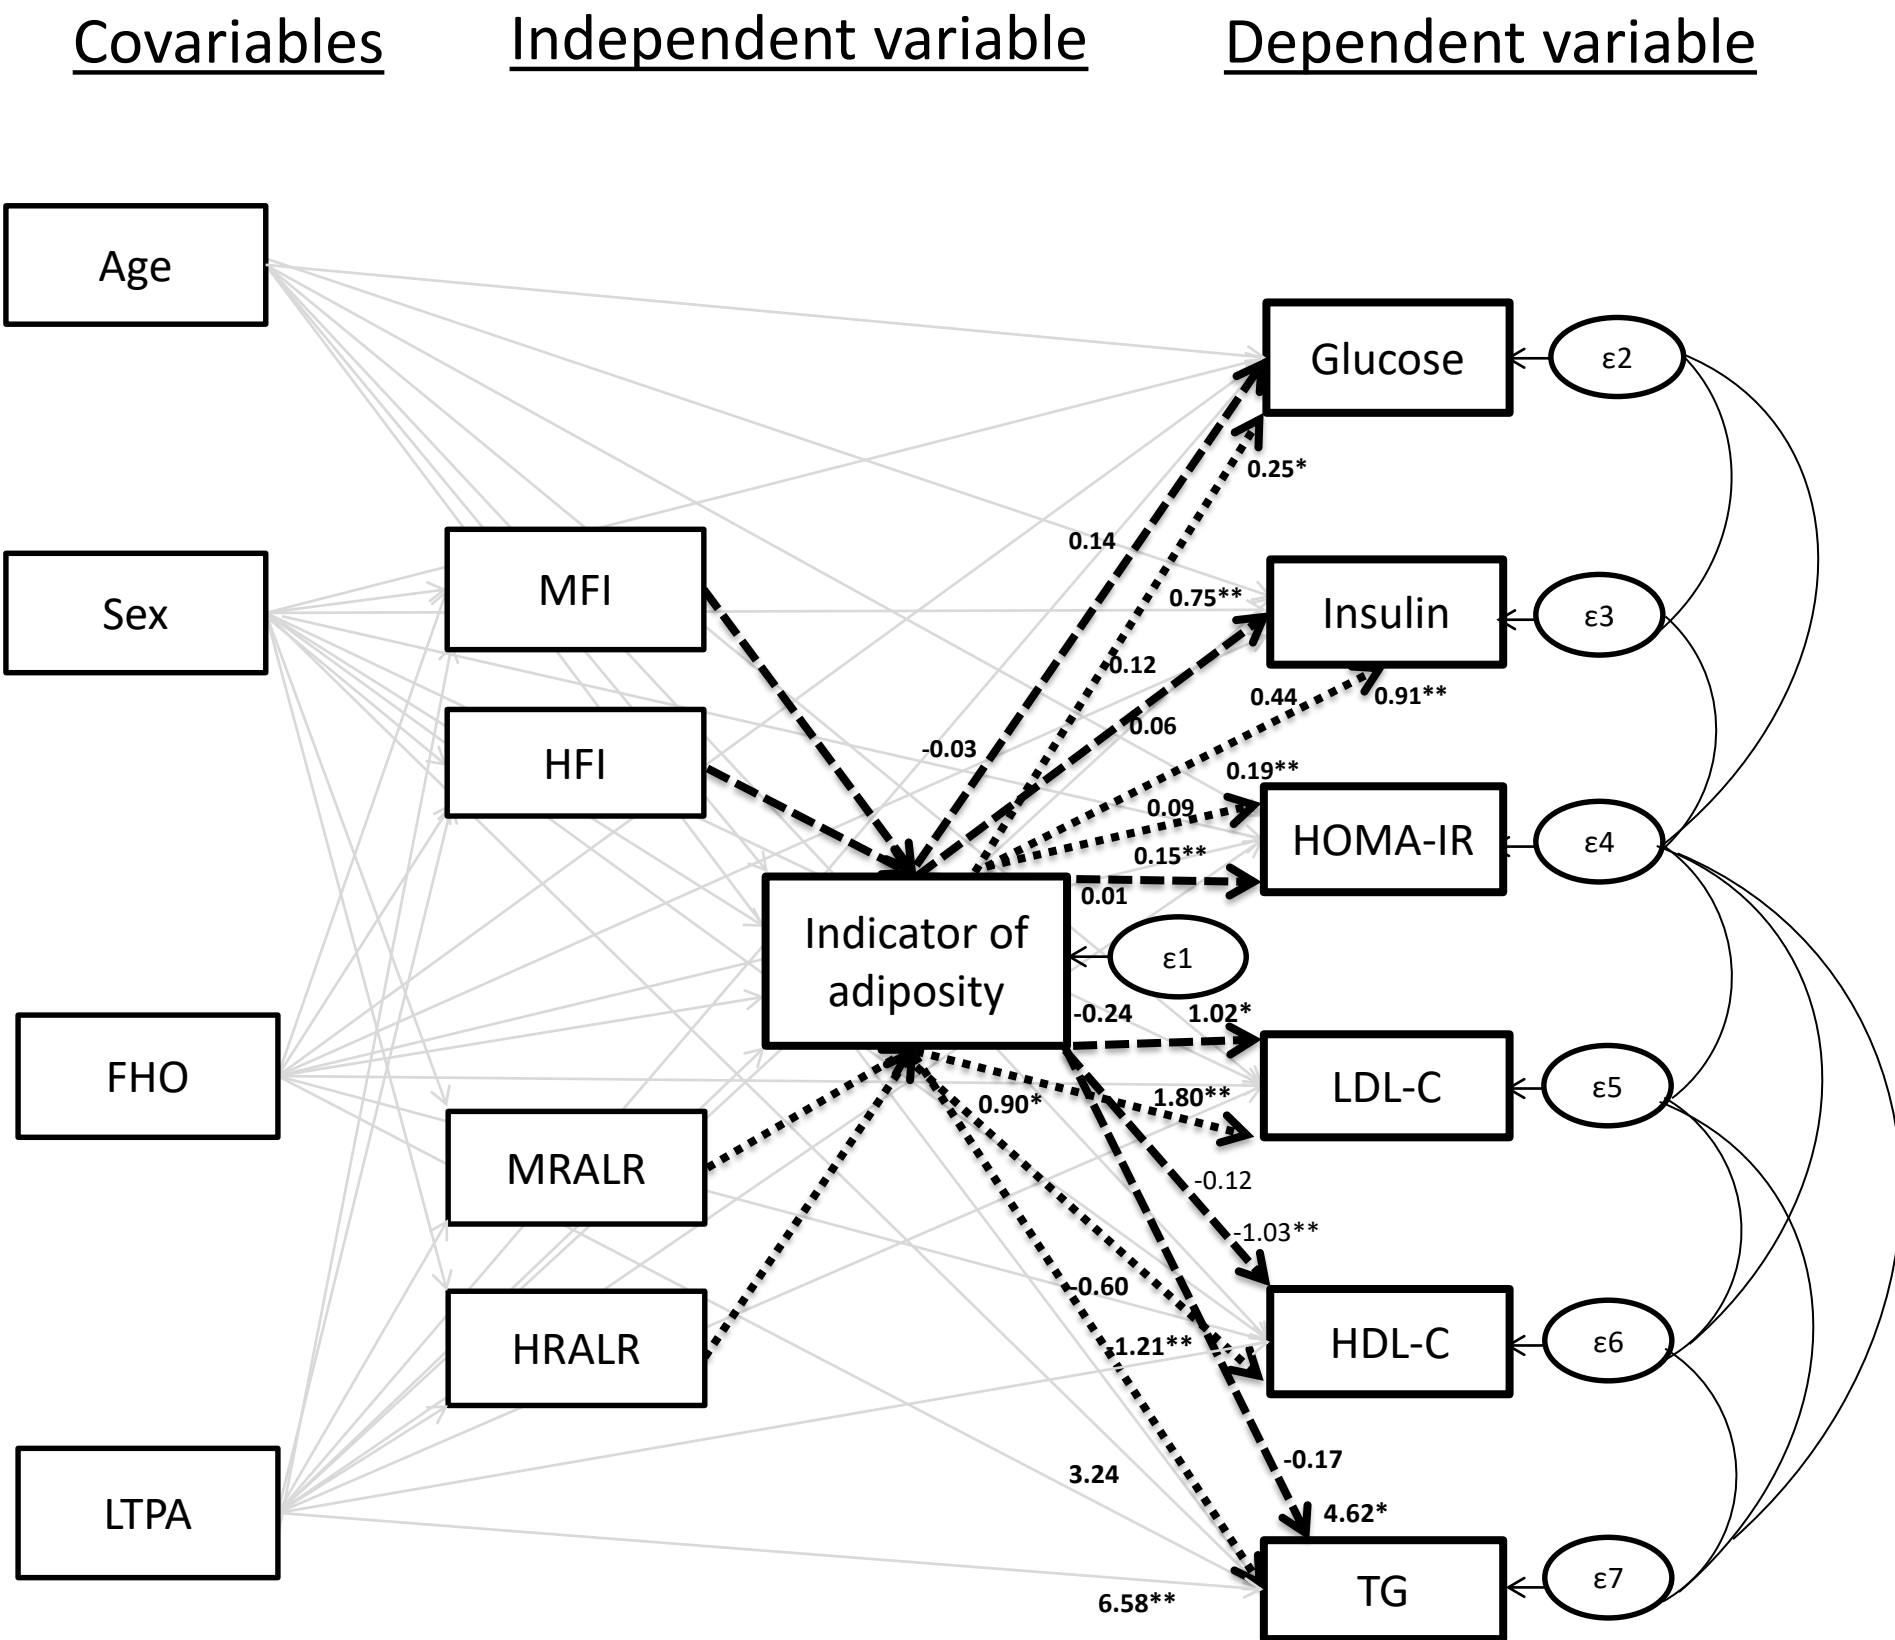 Covariables
Independent variable
Dependent variable
Age
Glucose
ε2
0.25*
0.14
MFI
Sex
0.75**
Insulin
ε3
0.12
0.44
0.91**
0.06
-0.03
HFI
0.19**
0.09
HOMA-IR
ε4
0.15**
0.01
Indicator of
adiposity
ε1
-0.24
1.02*
FHO
0.90*
1.80**
LDL-C
ε5
MRALR
-0.12
-1.03**
-0.60
HRALR
-1.21**
HDL-C
ε6
-0.17
3.24
LTPA
4.62*
TG
ε7
6.58**